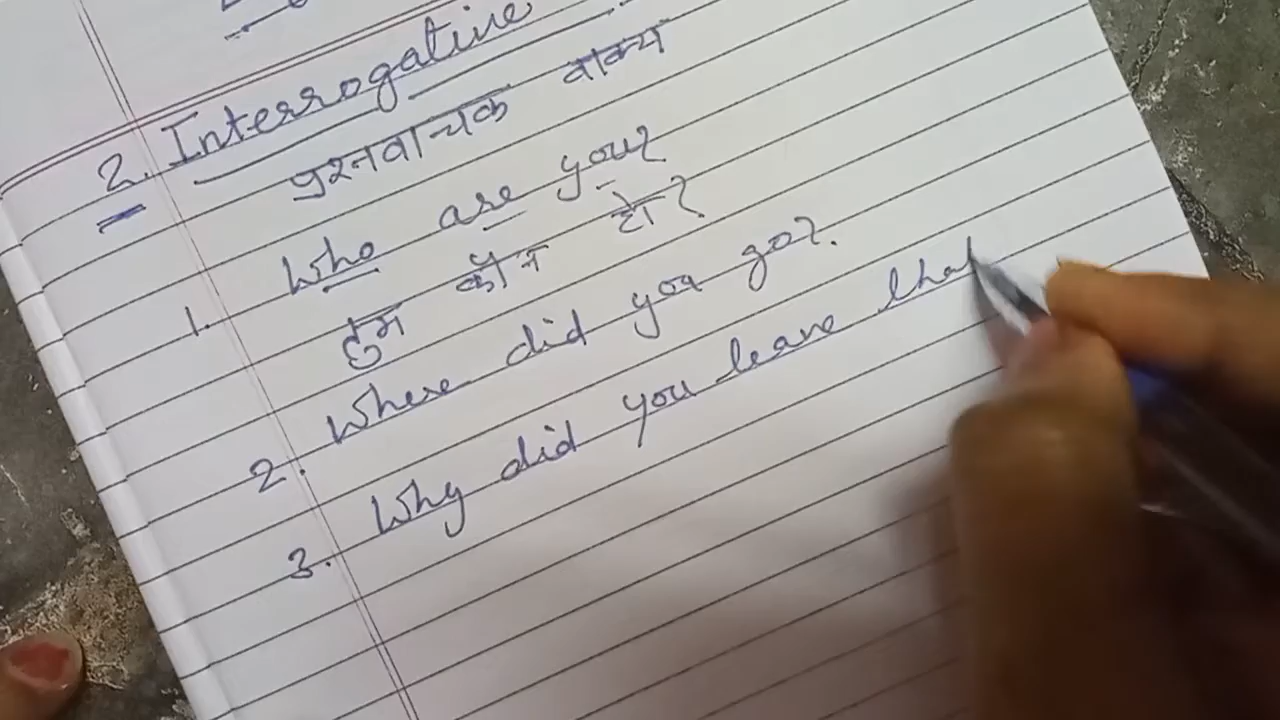 2. Interrogative
प्रश्नवाचक वाक्य
1. Who are you?
तुम कौन हो?
2. Where did you go?.
3. Why did you leave that